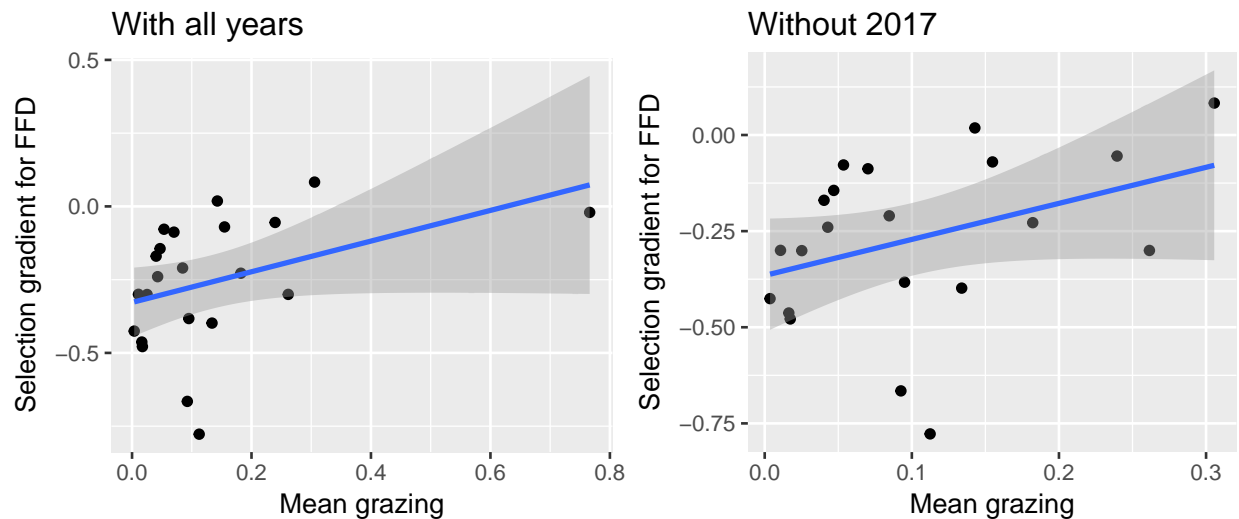 With all years
Selection gradient for FFD
0.5
0.0
−0.5
0.0
0.2
0.4
0.6
0.8
Mean grazing
Without 2017
Selection gradient for FFD
0.00
−0.25
−0.50
−0.75
0.0
0.1
0.2
0.3
Mean grazing